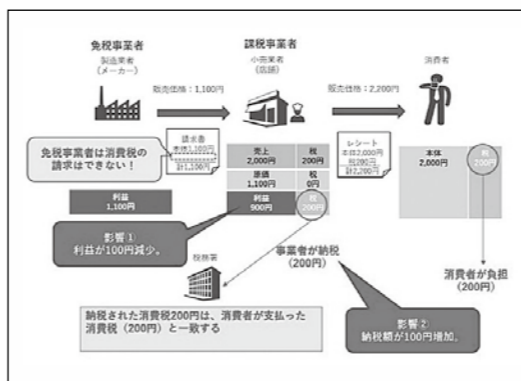 免税事業者
製造業者
(メーカー)
課税事業者
小売業者
(店舗)
消費者
販売価格:1,100円
販売価格:2,200円
免税事業者は消費税の
請求はできない!
請求書
本体1,100円
計1,100円
売上
2,000円
税
200円
原価
1,100円
税
0円
利益
900円
税
200円
レシート
本体2,000円
税200円
計2,200円
本体
2,000円
税
200円
利益
1,100円
影響①
利益が100円減少。
税務署
事業者が納税
(200円)
消費者が負担
(200円)
納税された消費税200円は、消費者が支払った
消費税(200円)と一致する
影響②
納税額が100円増加。